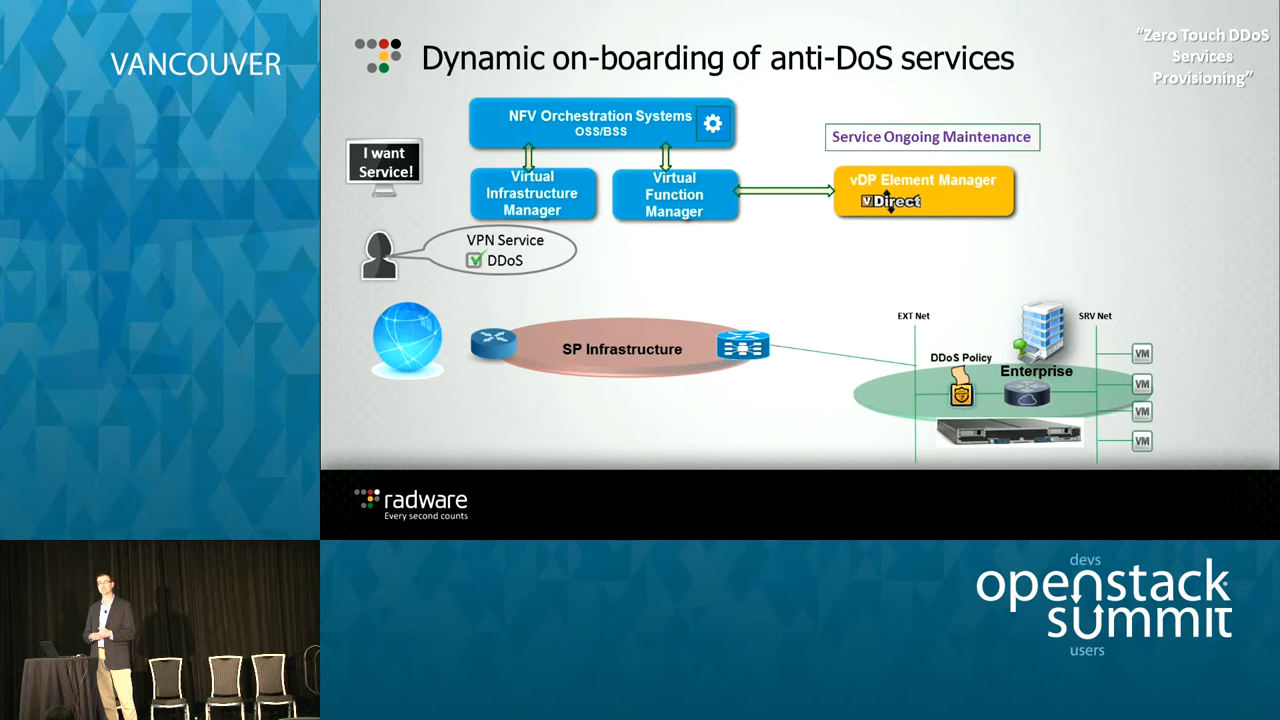 VANCOUVER
Dynamic on-boarding of anti-DoS services
“Zero Touch DDoS
Services
Provisioning”
NFV Orchestration Systems
OSS/BSS
I want
Service!
Virtual
Infrastructure
Manager
Virtual
Function
Manager
Service Ongoing Maintenance
vDP Element Manager
VDirect
VPN Service
DDoS
SP Infrastructure
EXT Net
SRV Net
DDoS Policy
Enterprise
VM
VM
VM
VM
radware
Every second counts
devs
openstack
summit
users